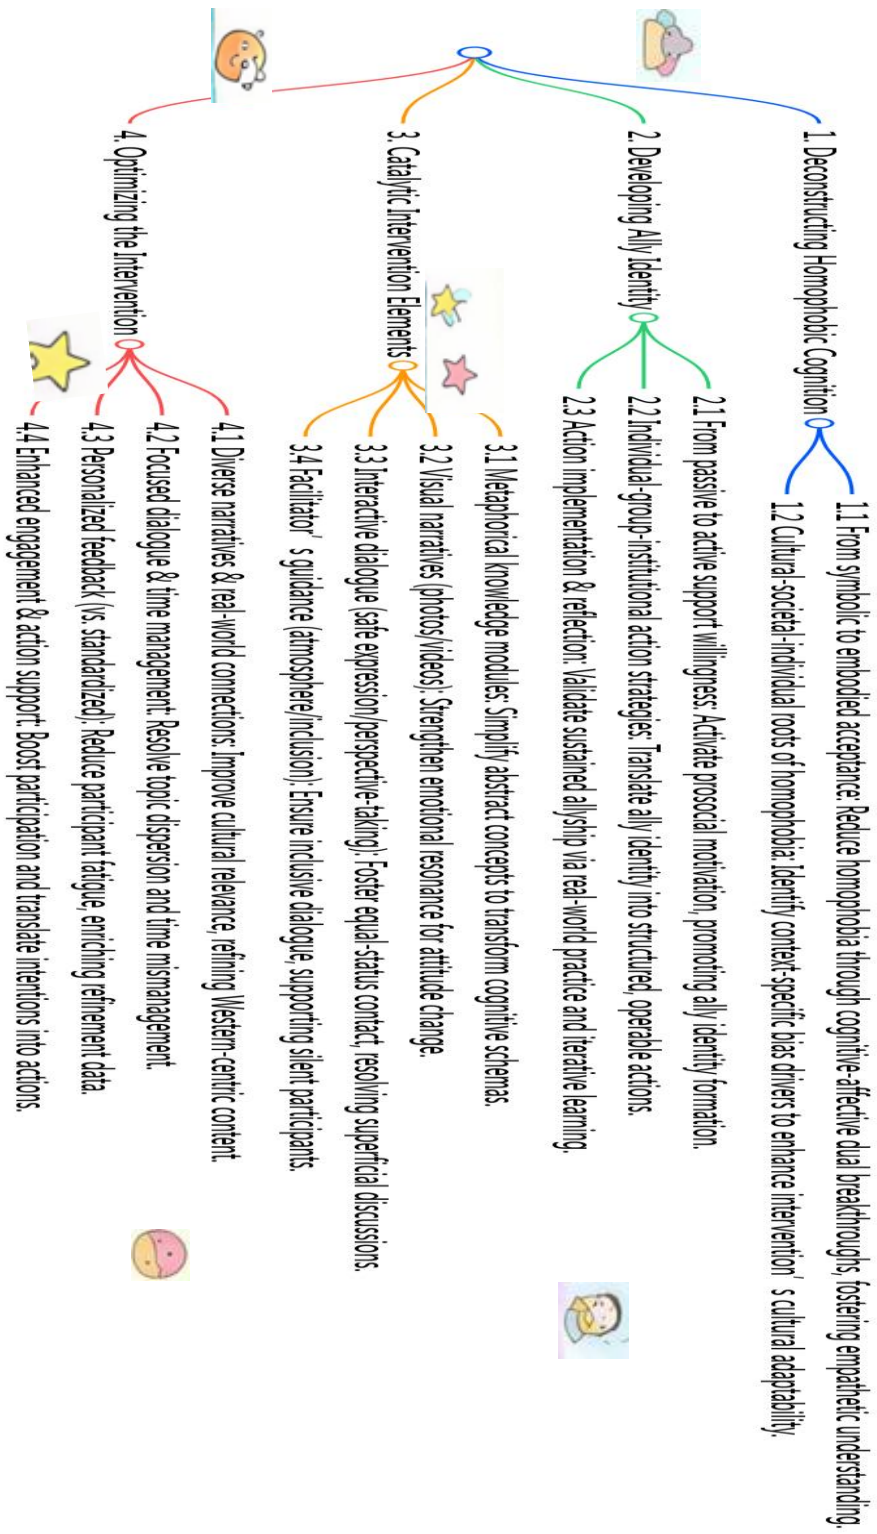 1. Deconstructing Homophobic Cognition
1.1 From symbolic to embodied acceptance: Reduce homophobia through cognitive-affective dual breakthroughs, fostering empathetic understanding.
1.2 Cultural-societal-individual roots of homophobia: Identify context-specific bias drivers to enhance intervention’s cultural adaptability.
2. Developing Ally Identity
2.1 From passive to active support willingness: Activate prosocial motivation, promoting ally identity formation.
2.2 Individual-group-institutional action strategies: Translate ally identity into structured, operable actions.
2.3 Action implementation & reflection: Validate sustained allyship via real-world practice and iterative learning.
3. Catalytic Intervention Elements
3.1 Metaphorical knowledge modules: Simplify abstract concepts to transform cognitive schemas.
3.2 Visual narratives (photos/videos): Strengthen emotional resonance for attitude change.
3.3 Interactive dialogue (safe expression/perspective-taking): Foster equal-status contact, resolving superficial discussions.
3.4 Facilitator’s guidance (atmosphere/inclusion): Ensure inclusive dialogue, supporting silent participants.
4. Optimizing the Intervention
4.1 Diverse narratives & real-world connections: Improve cultural relevance, refining Western-centric content.
4.2 Focused dialogue & time management: Resolve topic dispersion and time mismanagement.
4.3 Personalized feedback (vs. standardized): Reduce participant fatigue, enriching refinement data.
4.4 Enhanced engagement & action support: Boost participation and translate intentions into actions.